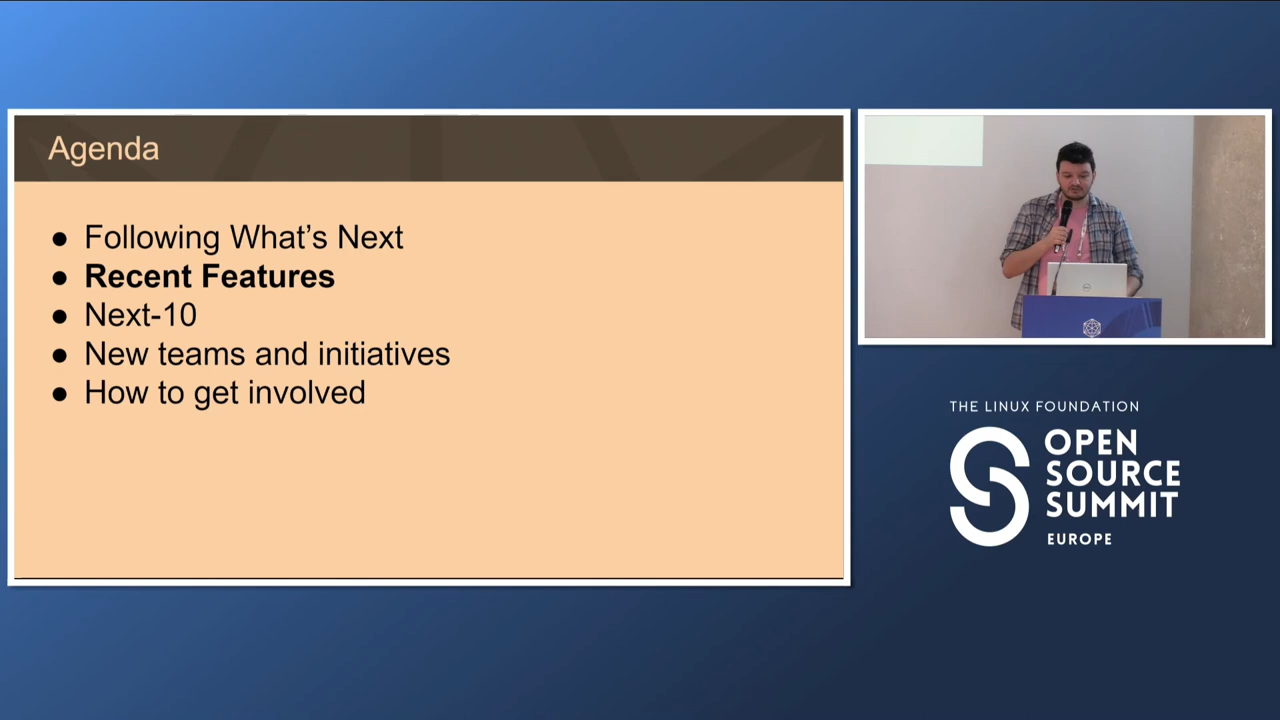 Agenda
● Following What's Next
● Recent Features
● Next-10
● New teams and initiatives
● How to get involved
THE LINUX FOUNDATION
OPEN
SOURCE
SUMMIT
EUROPE